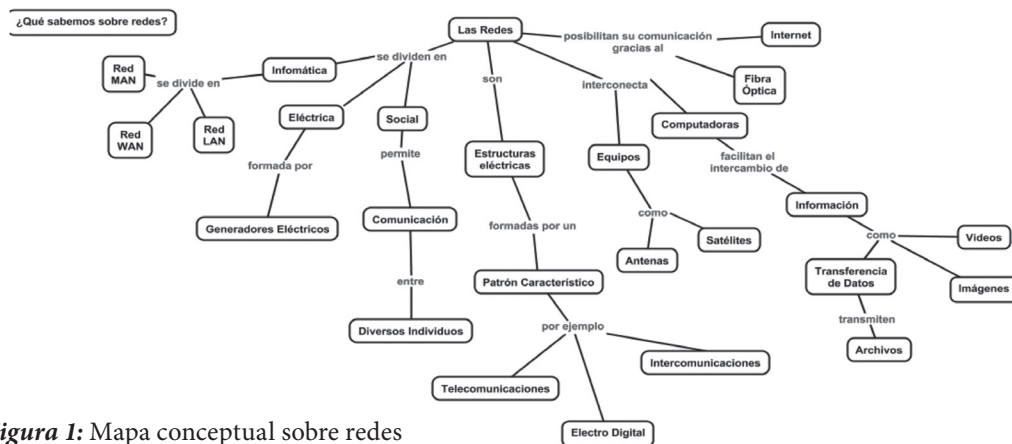 ¿Qué sabemos sobre redes?
Las Redes
posibilitan su comunicación
gracias al
Internet
Fibra
Óptica
se dividen en
Infomática
se divide en
Red
MAN
Red
WAN
Red
LAN
Eléctrica
formada por
Generadores Eléctricos
Social
permite
Comunicación
entre
Diversos Individuos
son
Estructuras
eléctricas
formadas por un
Patrón Característico
por ejemplo
Telecomunicaciones
Electro Digital
Intercomunicaciones
interconecta
Equipos
como
Antenas
Satélites
Computadoras
facilitan el
intercambio de
Información
como
Videos
Imágenes
Transferencia
de Datos
transmiten
Archivos
igura 1: Mapa conceptual sobre redes